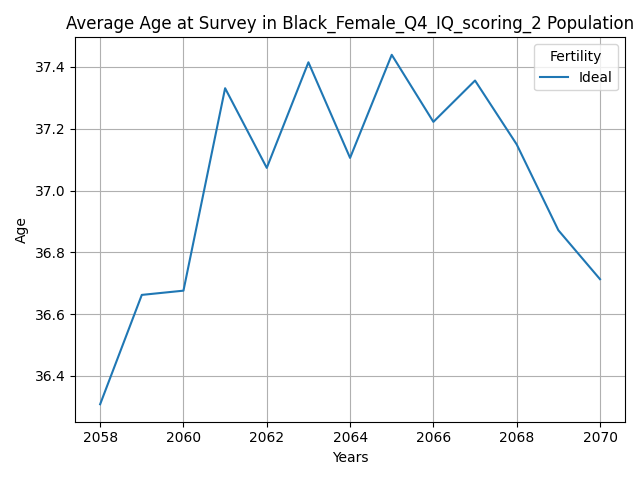 Average Age at Survey in Black_Female_Q4_IQ_scoring_2 Population
Fertility
Ideal
37.4
37.2
37.0
36.8
36.6
36.4
Age
2058
2060
2062
2064
2066
2068
2070
Years